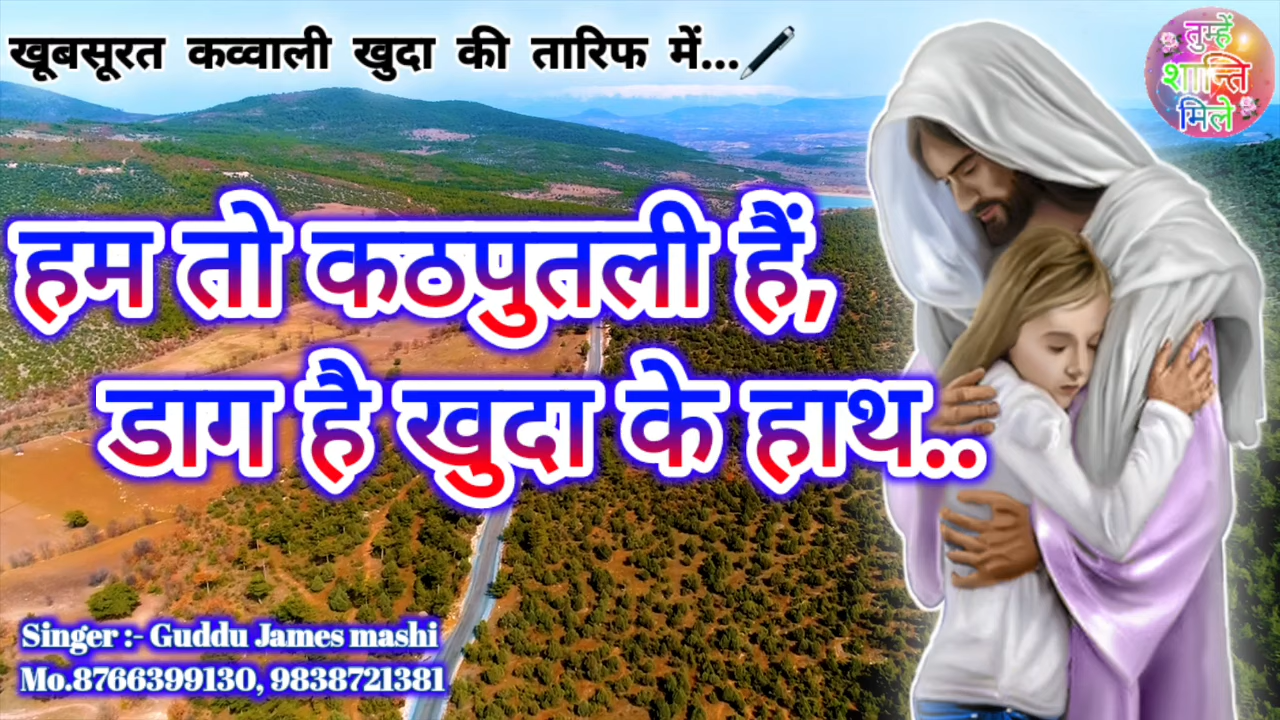 खूबसूरत कव्वाली खुदा की तारिफ में...
तुम्हें
शान्ति
मिले
हम तो कठपुतली हैं,
डाग है खुदा के हाथ..
Singer :- Guddu James mashi
Mo.8766399130, 9838721381